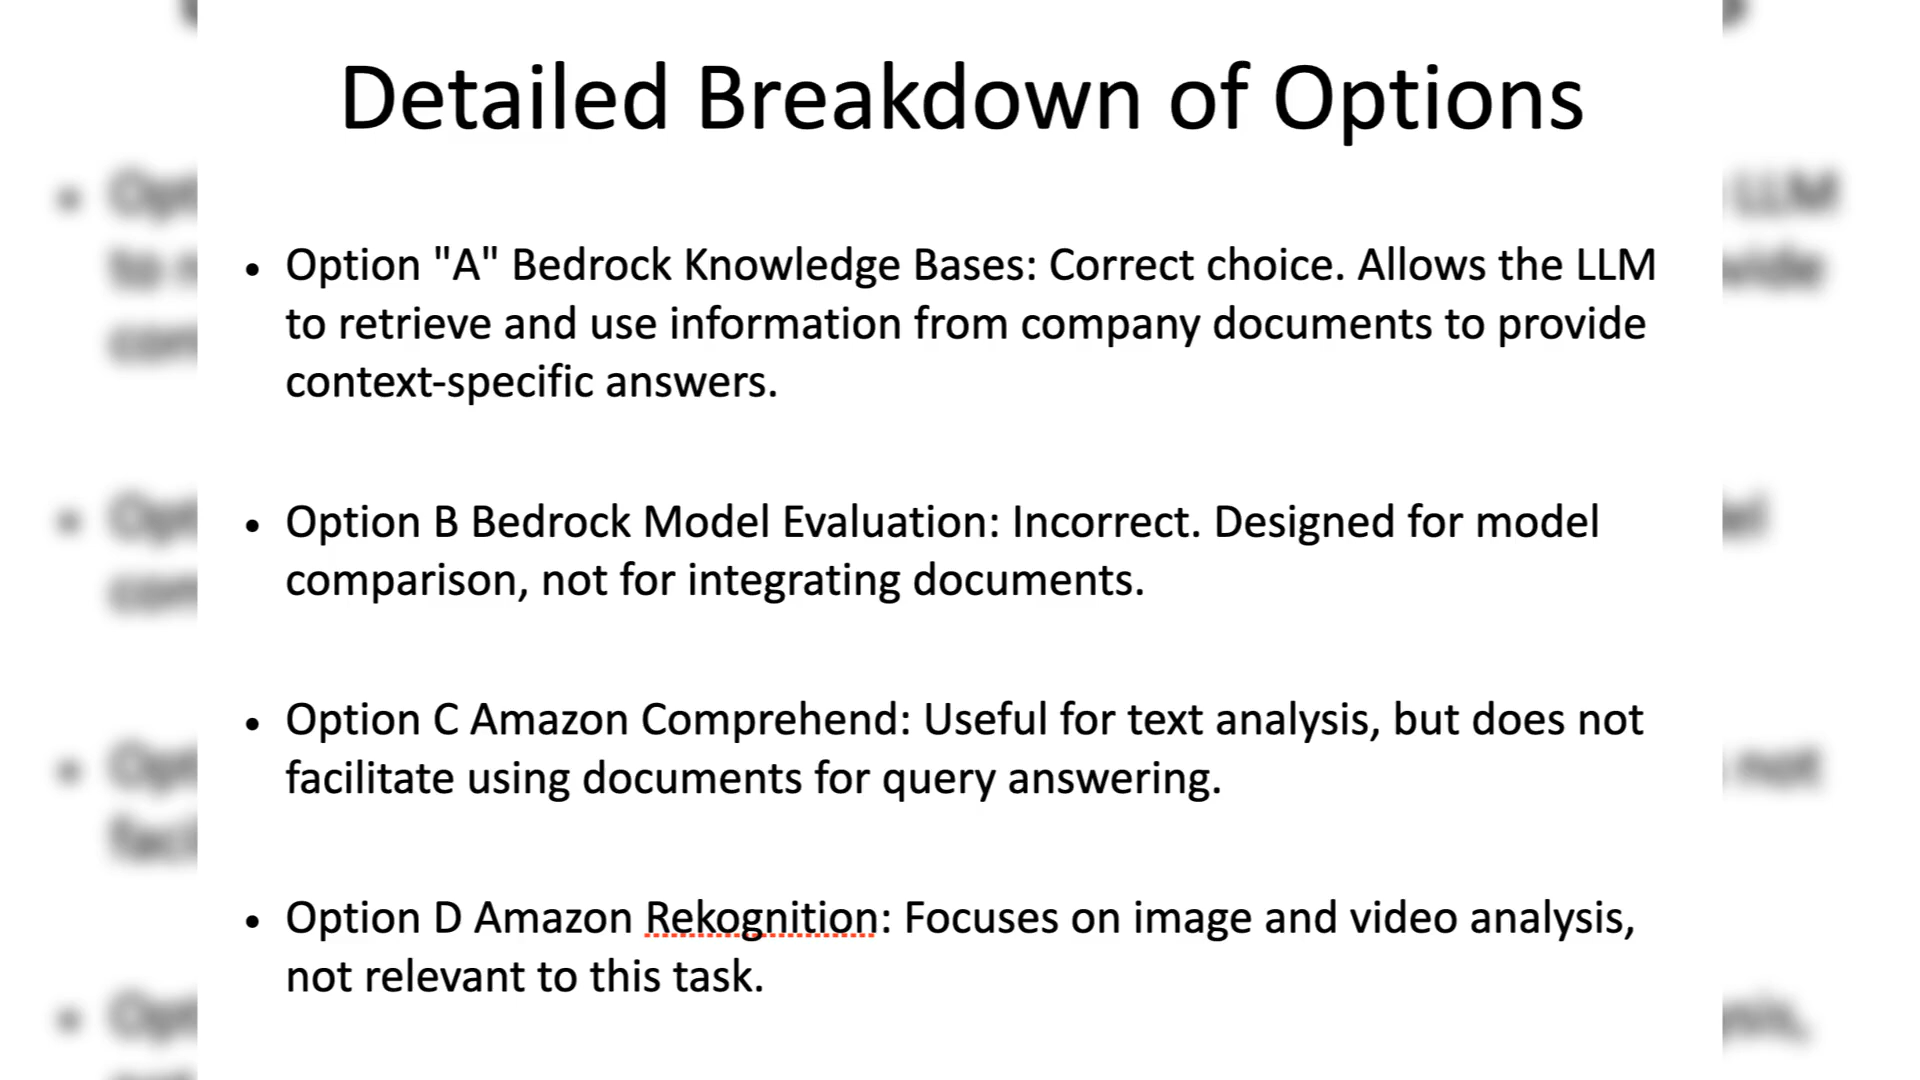 Detailed Breakdown of Options
• Option "A" Bedrock Knowledge Bases: Correct choice. Allows the LLM
to retrieve and use information from company documents to provide
context-specific answers.
• Option B Bedrock Model Evaluation: Incorrect. Designed for model
comparison, not for integrating documents.
• Option C Amazon Comprehend: Useful for text analysis, but does not
facilitate using documents for query answering.
• Option D Amazon Rekognition: Focuses on image and video analysis,
not relevant to this task.